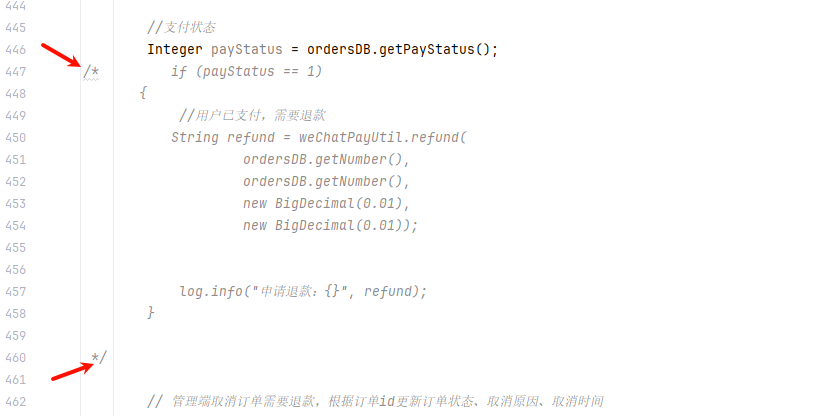 444
445 //支付状态
446 Integer payStatus = ordersDB.getPayStatus();
447 /* if (payStatus == 1)
448 {
449 //用户已支付，需要退款
450 String refund = weChatPayUtil.refund(
451 ordersDB.getNumber(),
452 ordersDB.getNumber(),
453 new BigDecimal(0.01),
454 new BigDecimal(0.01));
455
456
457 log.info("申请退款：{}", refund);
458 }
459
460 */
461
462 // 管理端取消订单需要退款，根据订单id更新订单状态、取消原因、取消时间